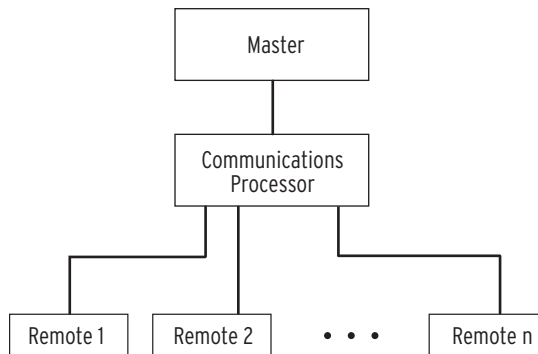 Master
Communications
Processor
Remote 1
Remote 2
• • •
Remote n